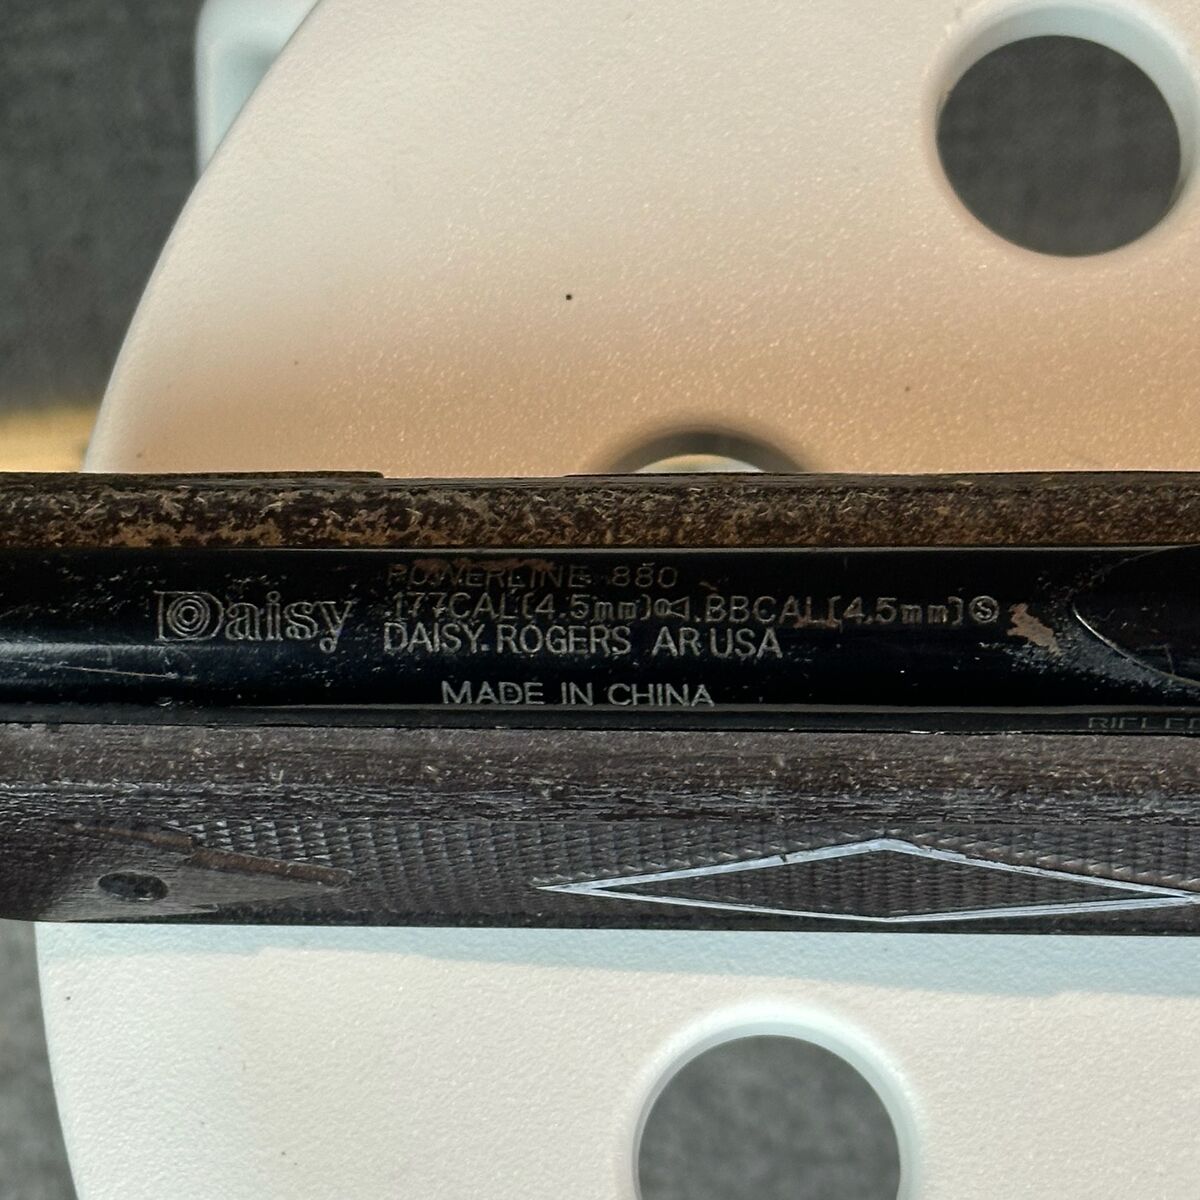 Daisy
POWERLINE 880
.177CAL(4.5mm) .BBCAL(4.5mm) S
DAISY. ROGERS AR USA
MADE IN CHINA